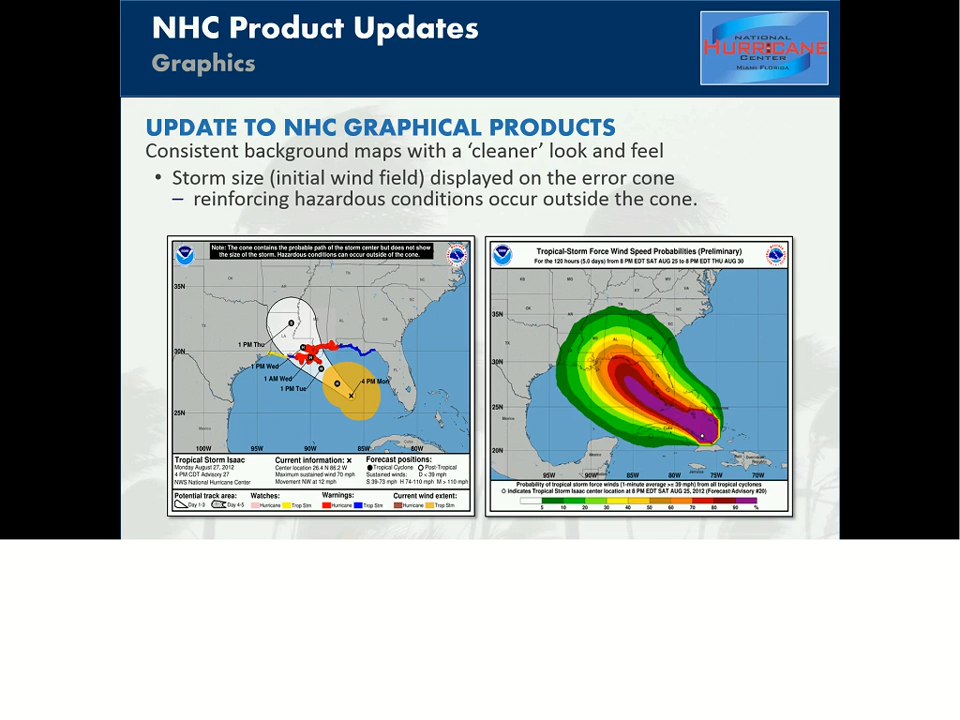 NHC Product Updates
Graphics
NATIONAL
HURRICANE
CENTER
MIAMI FLORIDA
UPDATE TO NHC GRAPHICAL PRODUCTS
Consistent background maps with a ‘cleaner’ look and feel
• Storm size (initial wind field) displayed on the error cone
– reinforcing hazardous conditions occur outside the cone.
Note: The cone contains the probable path of the storm center but does not show
the size of the storm. Hazardous conditions can occur outside of the cone.
35N
30N
25N
1 PM Thu
1 PM Wed
1 AM Wed
1 PM Tue
4 PM Mon
100W 95W 90W 85W 80W
Tropical Storm Isaac
Monday August 27, 2012
4 PM CDT Advisory 27
NWS National Hurricane Center
Current information: x
Center location 26.4 N 86.2 W
Maximum sustained wind 70 mph
Movement NW at 12 mph
Forecast positions:
Tropical Cyclone Post-Tropical
Sustained winds: D < 39 mph
S 39-73 mph H 74-110 mph M > 110 mph
Potential track area:
Day 1-3 Day 4-5
Watches:
Hurricane Trop Stm
Warnings:
Hurricane Trop Stm
Current wind extent:
Hurricane Trop Stm
Tropical-Storm Force Wind Speed Probabilities (Preliminary)
For the 120 hours (5.0 days) from 8 PM EDT SAT AUG 25 to 8 PM EDT THU AUG 30
35N
30N
25N
20N
95W 90W 85W 80W 75W 70W
Probability of tropical storm force winds (1-minute average >= 39 mph) from all tropical cyclones
indicates Tropical Storm Isaac center location at 8 PM EDT SAT AUG 25, 2012 (Forecast/Advisory #20)
5 10 20 30 40 50 60 70 80 90 %